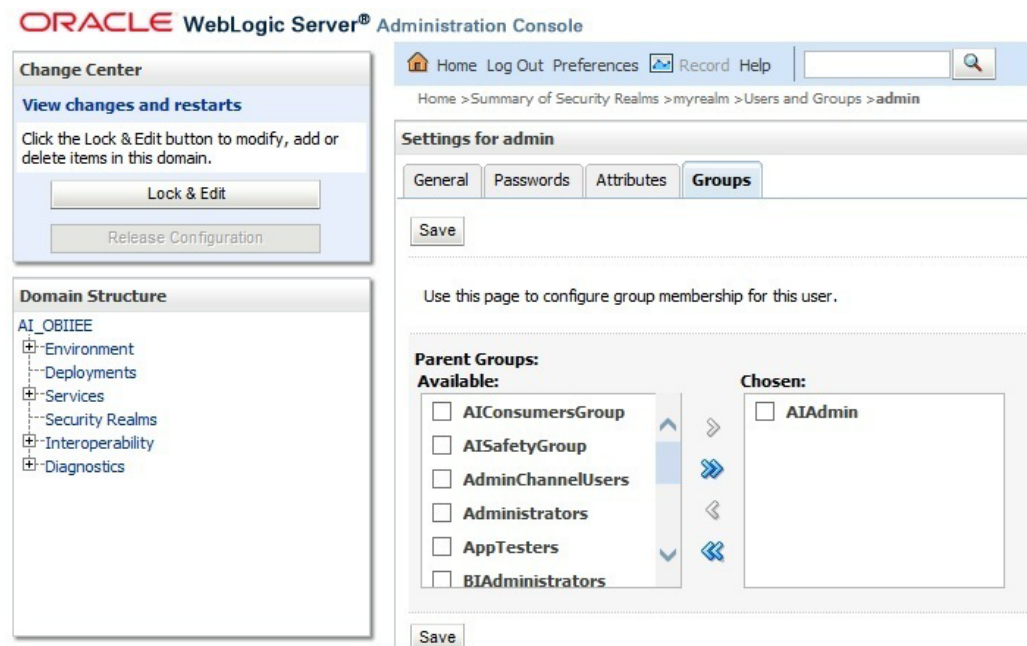 ORACLE WebLogic Server® Administration Console
Change Center
View changes and restarts
Click the Lock & Edit button to modify, add or
delete items in this domain.
Lock & Edit
Release Configuration
Domain Structure
AI_OBIIEE
Environment
Deployments
Services
Security Realms
Interoperability
Diagnostics
Home Log Out Preferences Record Help
Home >Summary of Security Realms >myrealm >Users and Groups >admin
Settings for admin
General Passwords Attributes Groups
Save
Use this page to configure group membership for this user.
Parent Groups:
Available: Chosen:
AIConsumersGroup AIAdmin
AISafetyGroup
AdminChannelUsers
Administrators
AppTesters
BIAdministrators
Save